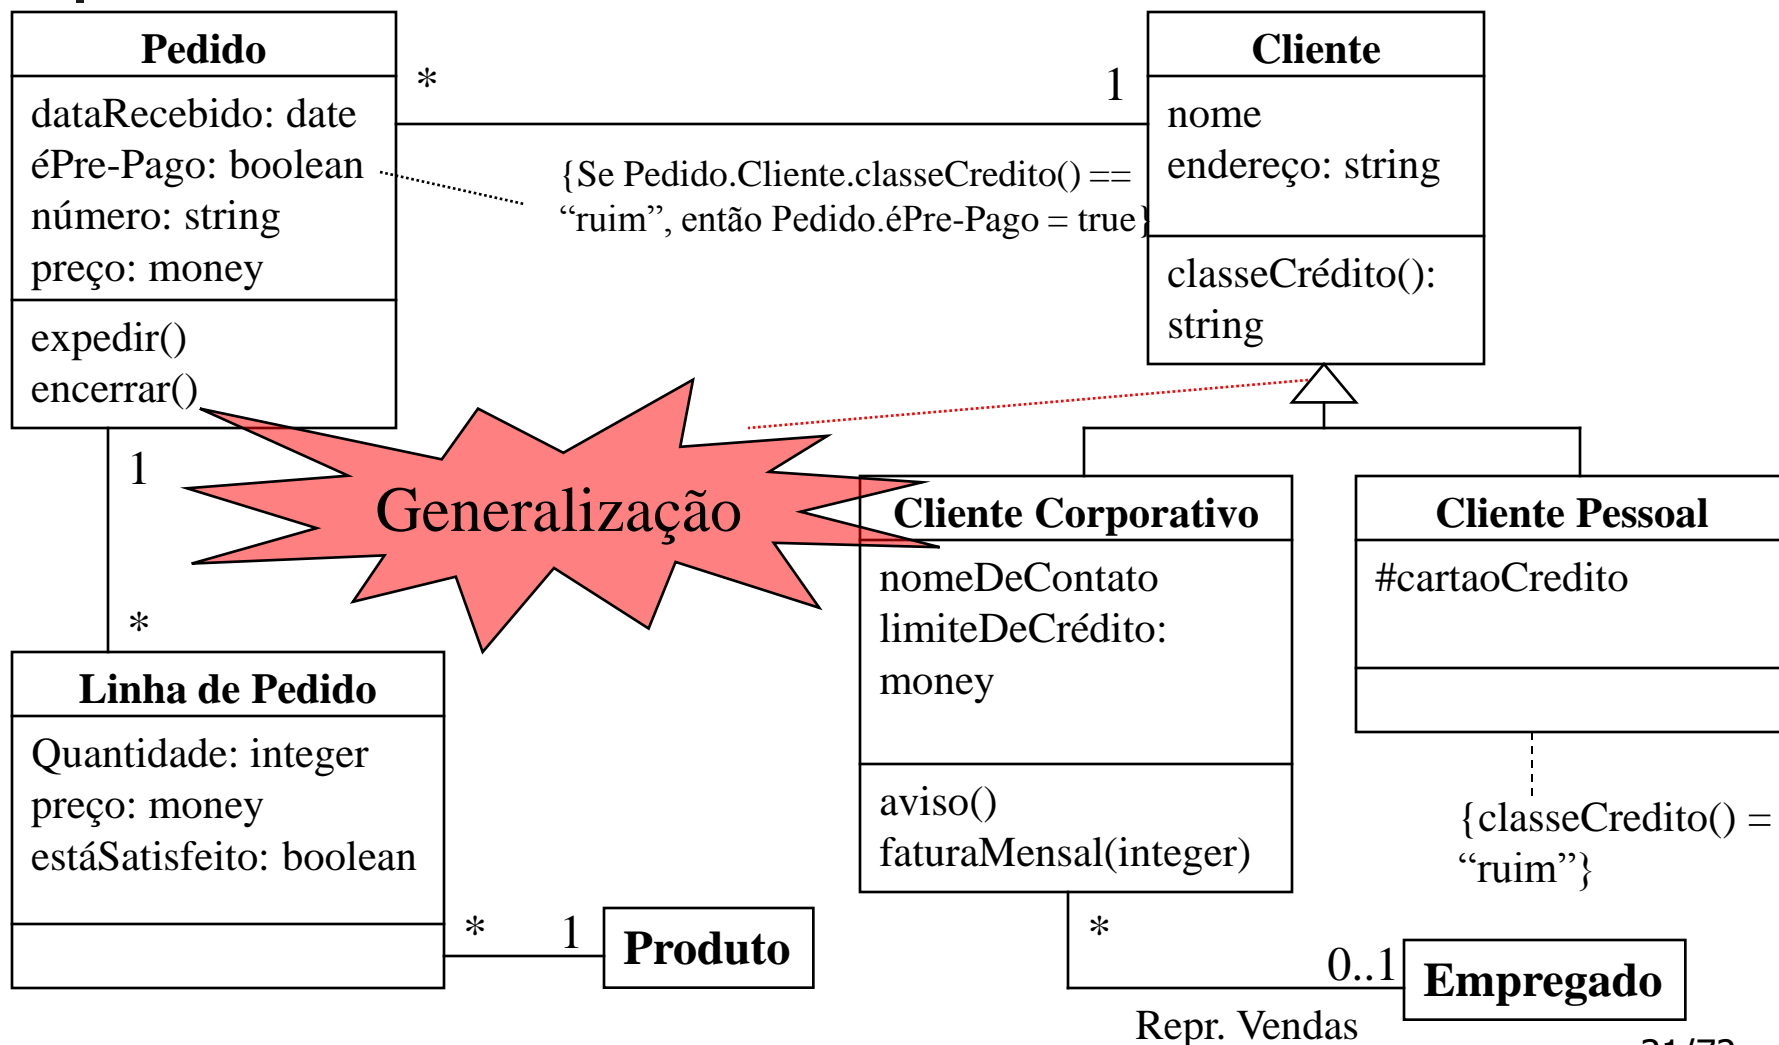 Pedido
dataRecebido: date
éPre-Pago: boolean
número: string
preço: money
expedir()
encerrar()
*
1
{Se Pedido.Cliente.classeCredito() ==
“ruim”, então Pedido.éPre-Pago = true}
Cliente
nome
endereço: string
classeCrédito():
string
Generalização
1
*
Linha de Pedido
Quantidade: integer
preço: money
estáSatisfeito: boolean
*
1
Produto
Cliente Corporativo
nomeDeContato
limiteDeCrédito:
money
aviso()
faturaMensal(integer)
Cliente Pessoal
#cartaoCredito
{classeCredito() =
“ruim”}
*
0..1
Empregado
Repr. Vendas